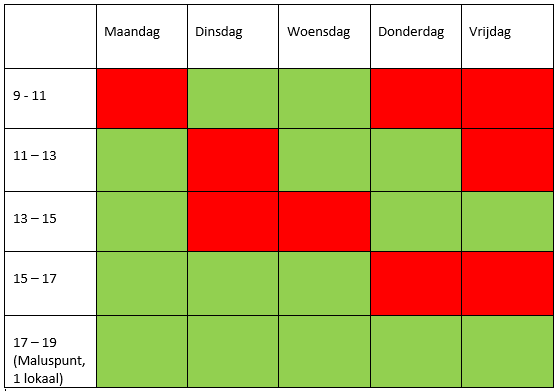 Maandag Dinsdag Woensdag Donderdag Vrijdag
9 - 11
11 – 13
13 – 15
15 – 17
17 – 19
(Maluspunt,
1 lokaal)